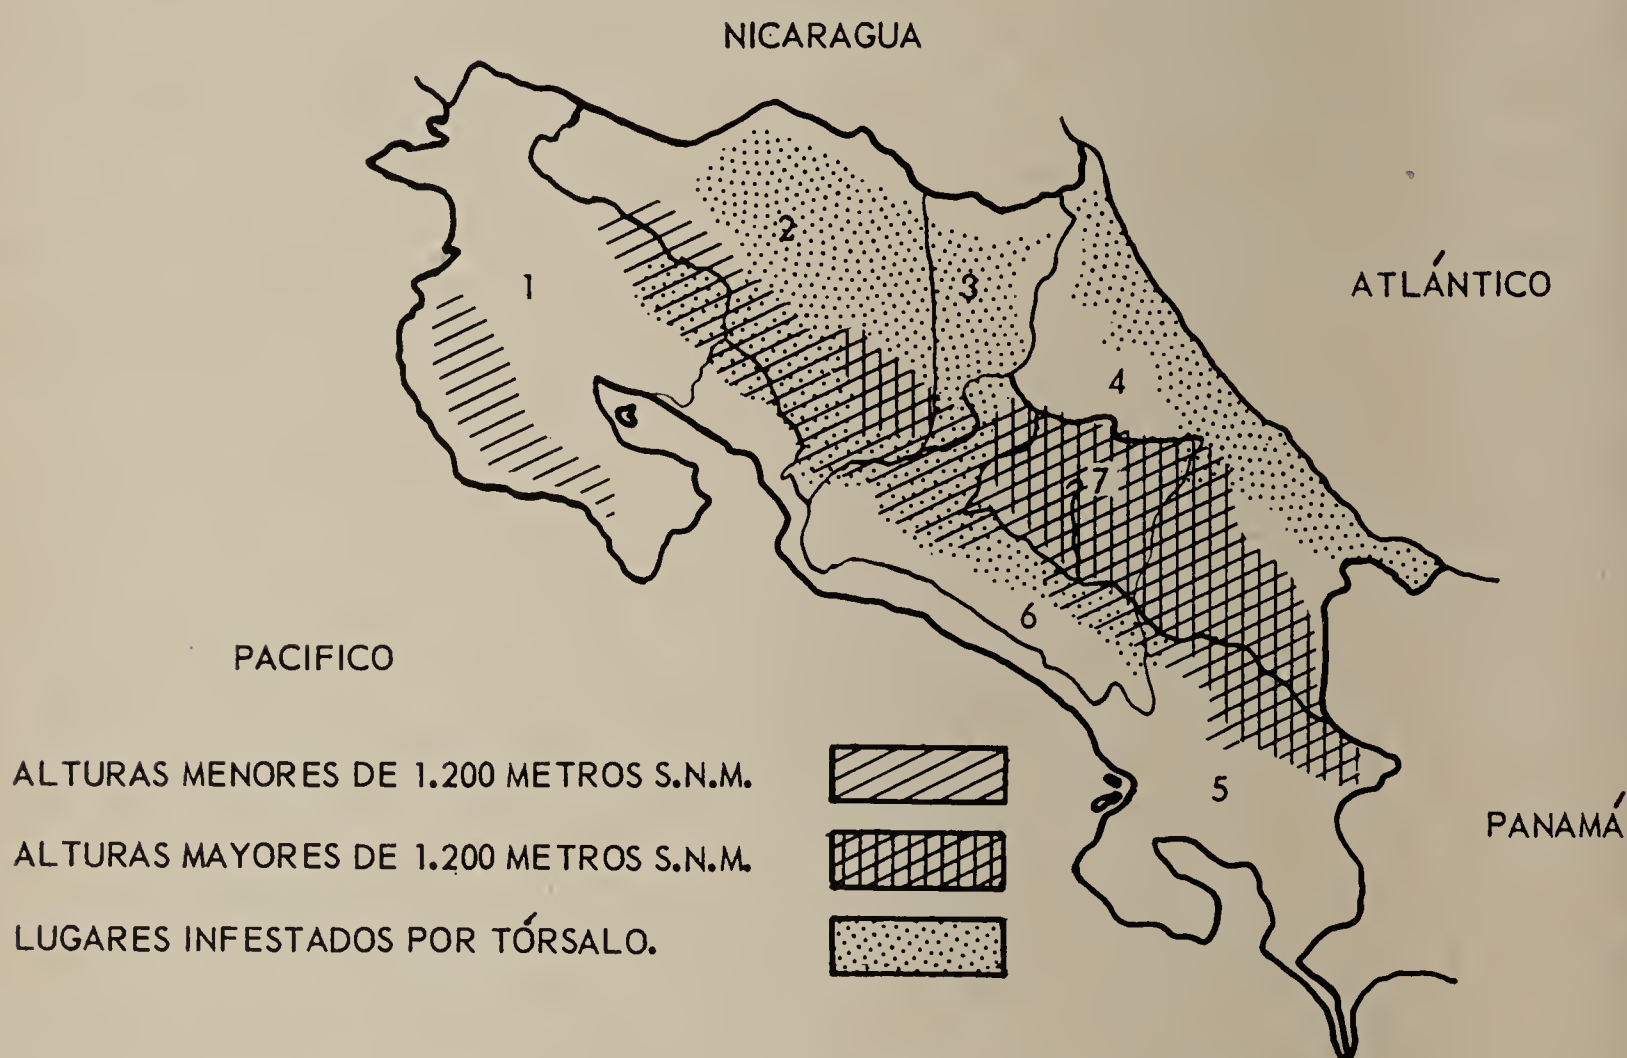 NICARAGUA
2
1
3
ATLÁNTICO
4
7
6
PACIFICO
ALTURAS MENORES DE 1.200 METROS S.N.M.
5
PANAMÁ
ALTURAS MAYORES DE 1.200 METROS S.N.M.
LUGARES INFESTADOS POR TÓRSALO.